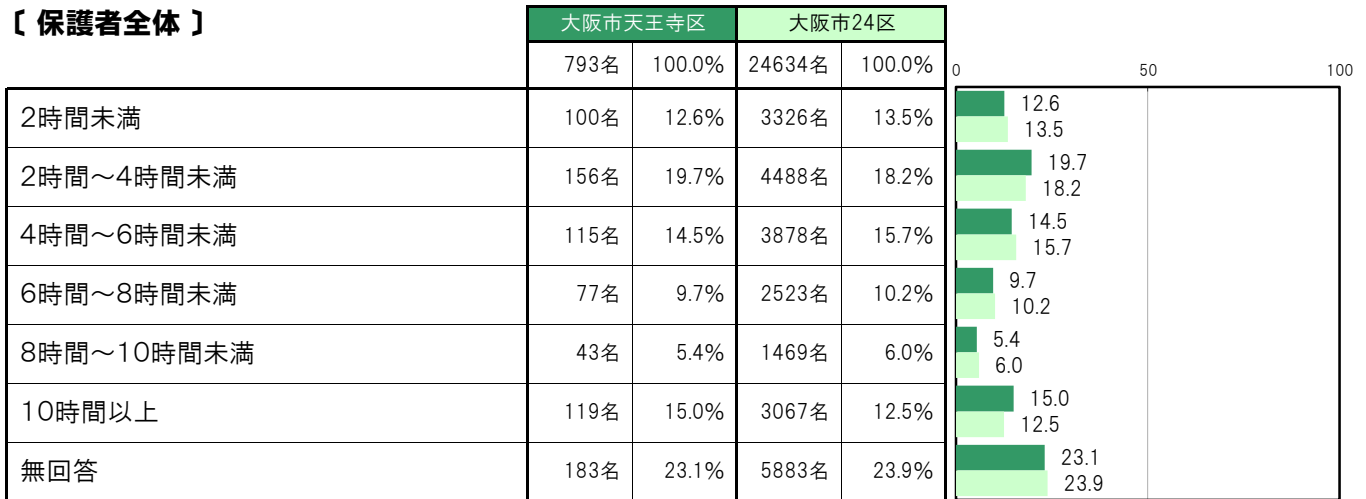 〔 保護者全体 〕
大阪市天王寺区 大阪市24区
793名 100.0% 24634名 100.0%
0 50 100
2時間未満 100名 12.6% 3326名 13.5%
12.6
13.5
2時間～4時間未満 156名 19.7% 4488名 18.2%
19.7
18.2
4時間～6時間未満 115名 14.5% 3878名 15.7%
14.5
15.7
6時間～8時間未満 77名 9.7% 2523名 10.2%
9.7
10.2
8時間～10時間未満 43名 5.4% 1469名 6.0%
5.4
6.0
10時間以上 119名 15.0% 3067名 12.5%
15.0
12.5
無回答 183名 23.1% 5883名 23.9%
23.1
23.9